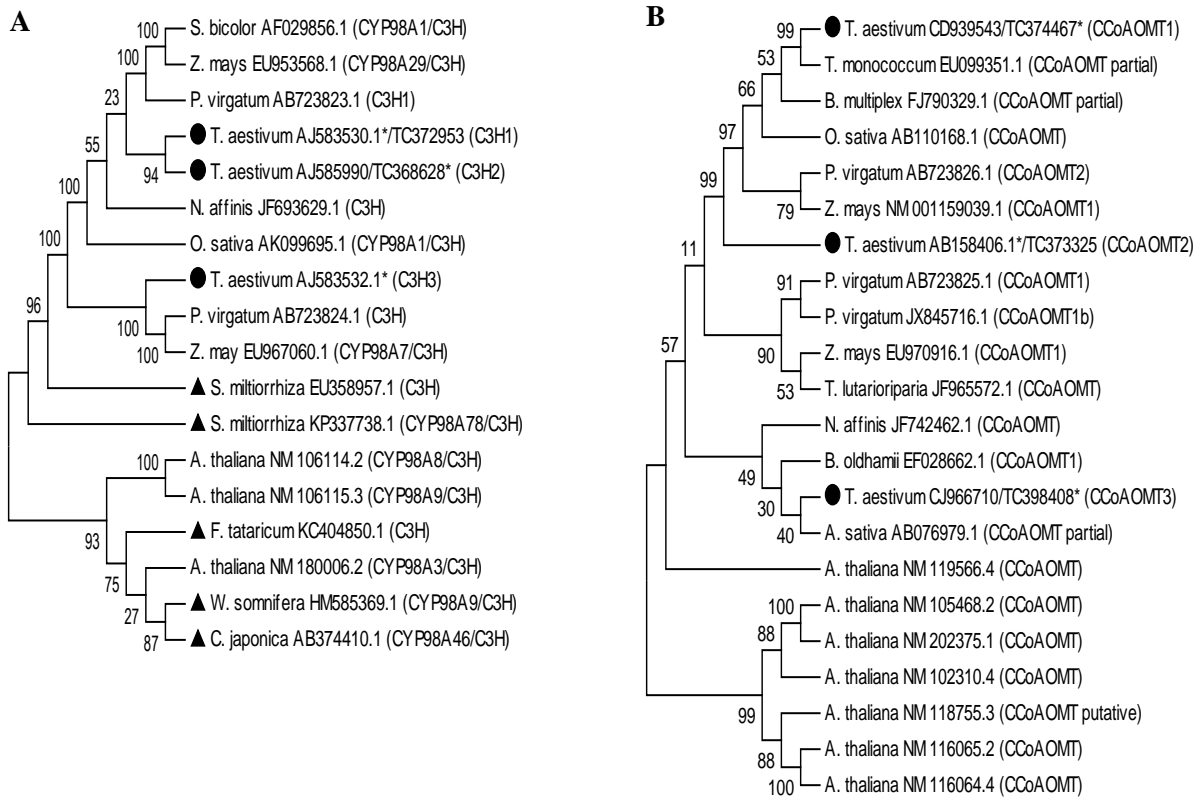 A
S. bicolor AF029856.1 (CYP98A1/C3H)
Z. mays EU953568.1 (CYP98A29/C3H)
P. virgatum AB723823.1 (C3H1)
T. aestivum AJ583530.1*/TC372953 (C3H1)
T. aestivum AJ585990/TC368628* (C3H2)
N. affinis JF693629.1 (C3H)
O. sativa AK099695.1 (CYP98A1/C3H)
T. aestivum AJ583532.1* (C3H3)
P. virgatum AB723824.1 (C3H)
Z. may EU967060.1 (CYP98A7/C3H)
S. miltiorrhiza EU358957.1 (C3H)
S. miltiorrhiza KP337738.1 (CYP98A78/C3H)
A. thaliana NM 106114.2 (CYP98A8/C3H)
A. thaliana NM 106115.3 (CYP98A9/C3H)
F. tataricum KC404850.1 (C3H)
A. thaliana NM 180006.2 (CYP98A3/C3H)
W. somnifera HM585369.1 (CYP98A9/C3H)
C. japonica AB374410.1 (CYP98A46/C3H)
100
100
23
94
55
100
100
100
100
96
100
93
75
27
87
B
T. aestivum CD939543/TC374467* (CCoAOMT1)
T. monococcum EU099351.1 (CCoAOMT partial)
B. multiplex FJ790329.1 (CCoAOMT partial)
O. sativa AB110168.1 (CCoAOMT)
P. virgatum AB723826.1 (CCoAOMT2)
Z. mays NM 001159039.1 (CCoAOMT1)
T. aestivum AB158406.1*/TC373325 (CCoAOMT2)
P. virgatum AB723825.1 (CCoAOMT1)
P. virgatum JX845716.1 (CCoAOMT1b)
Z. mays EU970916.1 (CCoAOMT1)
T. lutarioriparia JF965572.1 (CCoAOMT)
N. affinis JF742462.1 (CCoAOMT)
B. oldhamii EF028662.1 (CCoAOMT1)
T. aestivum CJ966710/TC398408* (CCoAOMT3)
A. sativa AB076979.1 (CCoAOMT partial)
A. thaliana NM 119566.4 (CCoAOMT)
A. thaliana NM 105468.2 (CCoAOMT)
A. thaliana NM 202375.1 (CCoAOMT)
A. thaliana NM 102310.4 (CCoAOMT)
A. thaliana NM 118755.3 (CCoAOMT putative)
A. thaliana NM 116065.2 (CCoAOMT)
A. thaliana NM 116064.4 (CCoAOMT)
99
53
66
97
79
99
11
91
90
53
57
49
30
40
100
88
99
88
100